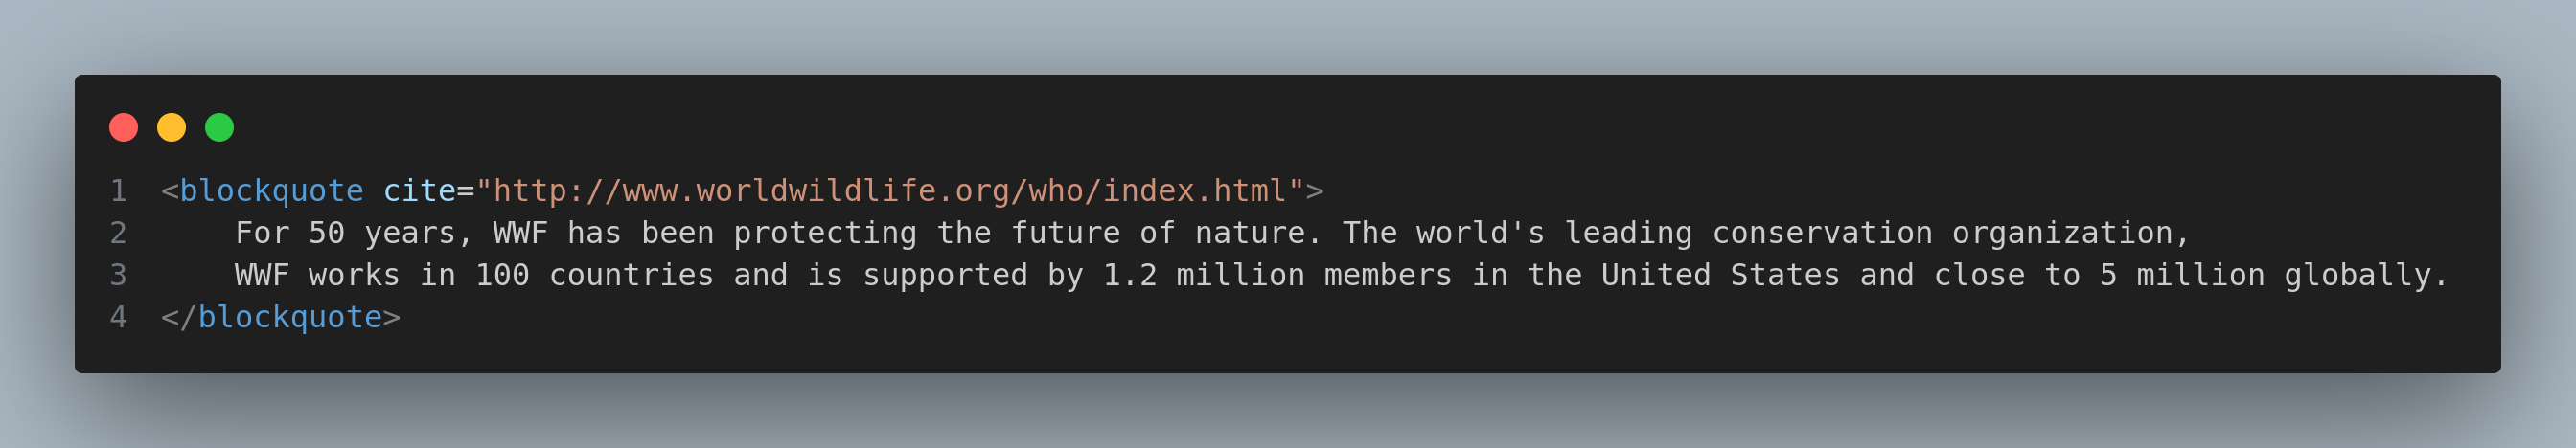 1 <blockquote cite="http://www.worldwildlife.org/who/index.html">
2     For 50 years, WWF has been protecting the future of nature. The world's leading conservation organization,
3     WWF works in 100 countries and is supported by 1.2 million members in the United States and close to 5 million globally.
4 </blockquote>